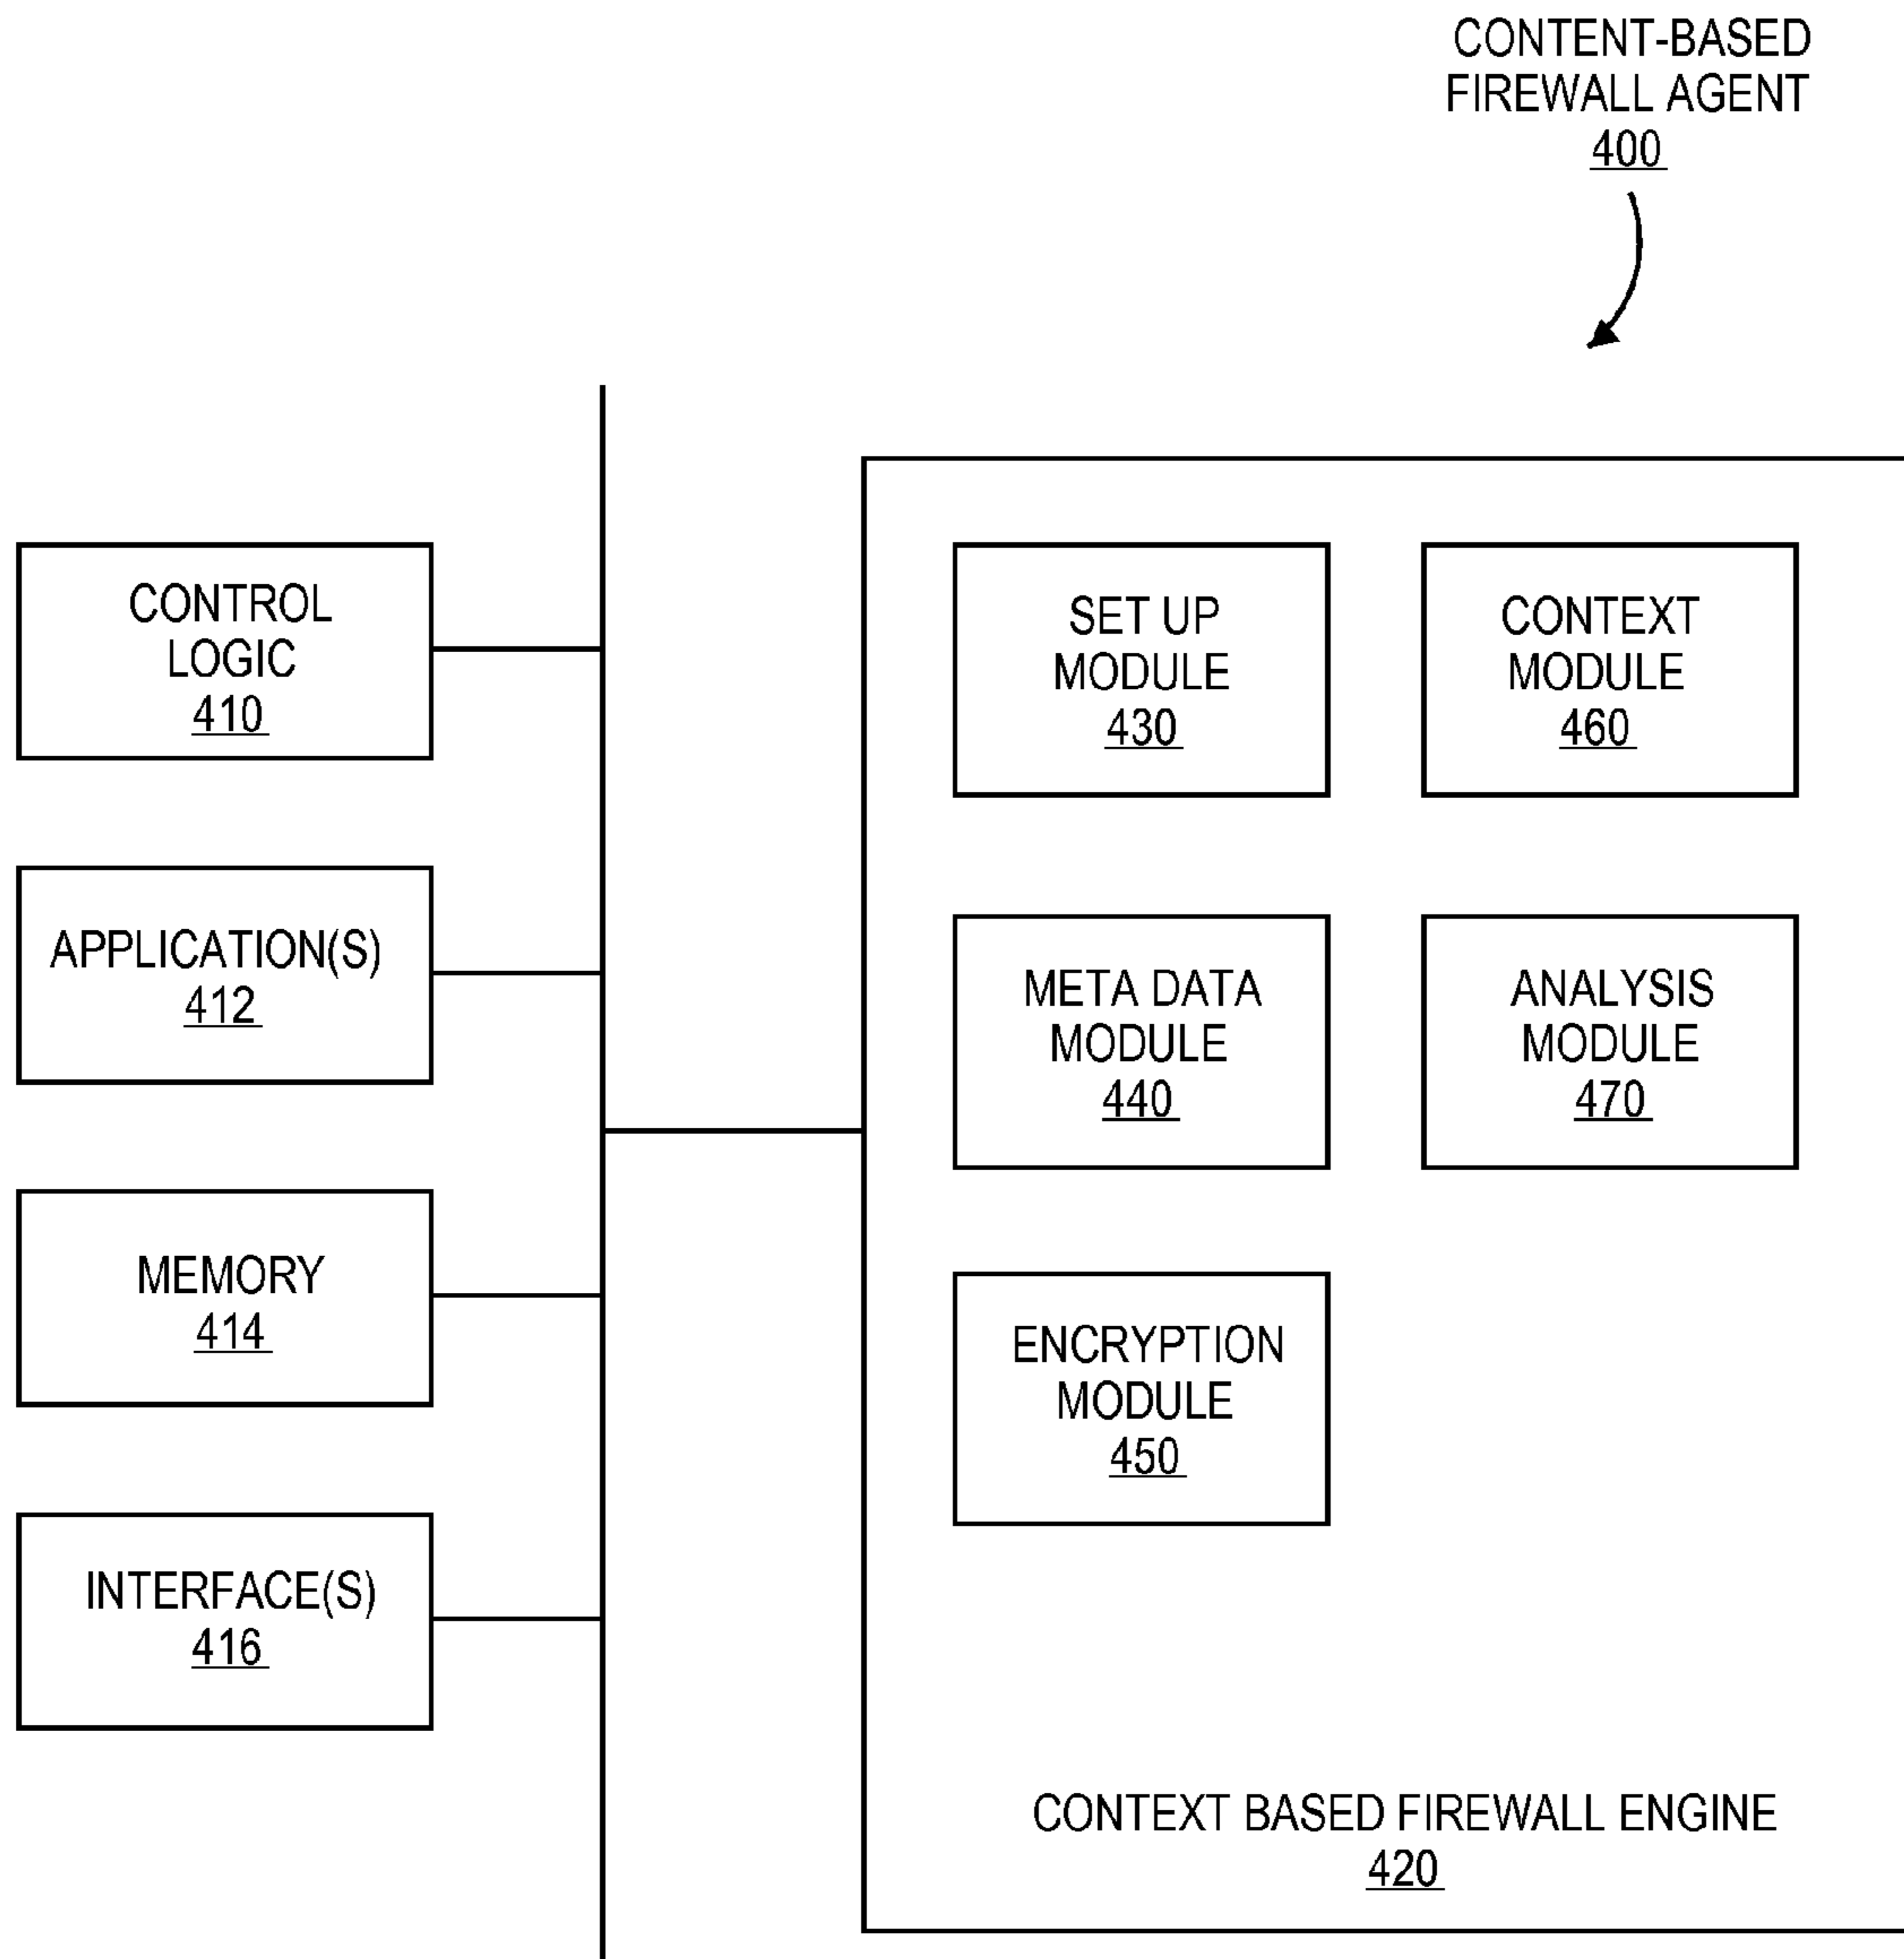 CONTENT-BASED
FIREWALL AGENT
400
CONTROL
LOGIC
410
APPLICATION(S)
412
MEMORY
414
INTERFACE(S)
416
SET UP
MODULE
430
CONTEXT
MODULE
460
META DATA
MODULE
440
ANALYSIS
MODULE
470
ENCRYPTION
MODULE
450
CONTEXT BASED FIREWALL ENGINE
420